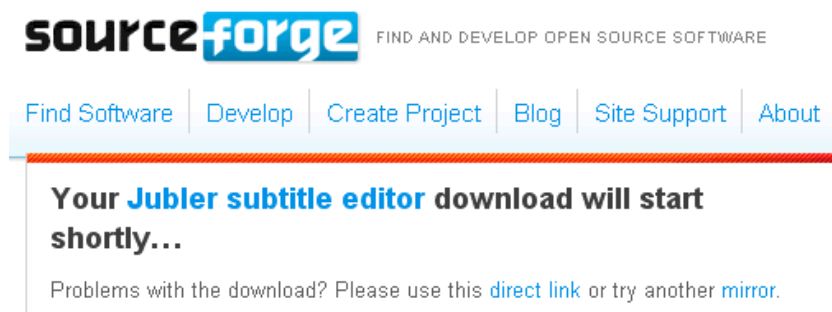 sourceforge FIND AND DEVELOP OPEN SOURCE SOFTWARE
Find Software Develop Create Project Blog Site Support About
Your Jubler subtitle editor download will start
shortly...
Problems with the download? Please use this direct link or try another mirror.